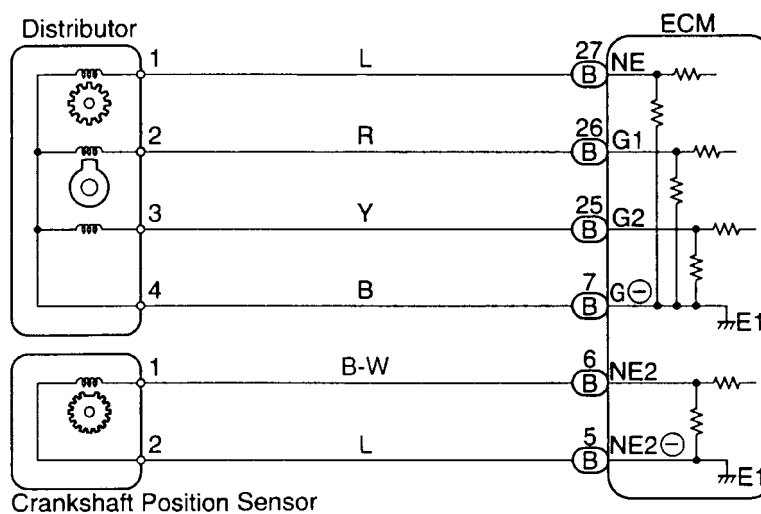 Distributor ECM
1 L 27 B NE
2 R 26 B G1
3 Y 25 B G2
4 B 7 B G⊖
E1
1 B-W 6 B NE2
2 L 5 B NE2⊖
E1
Crankshaft Position Sensor